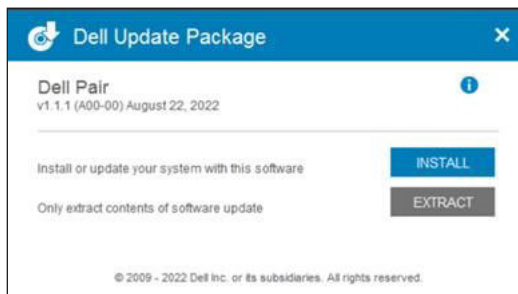 Dell Update Package
Dell Pair
v1.1.1 (A00-00) August 22, 2022
Install or update your system with this software
INSTALL
Only extract contents of software update
EXTRACT
© 2009 - 2022 Dell Inc. or its subsidiaries. All rights reserved.